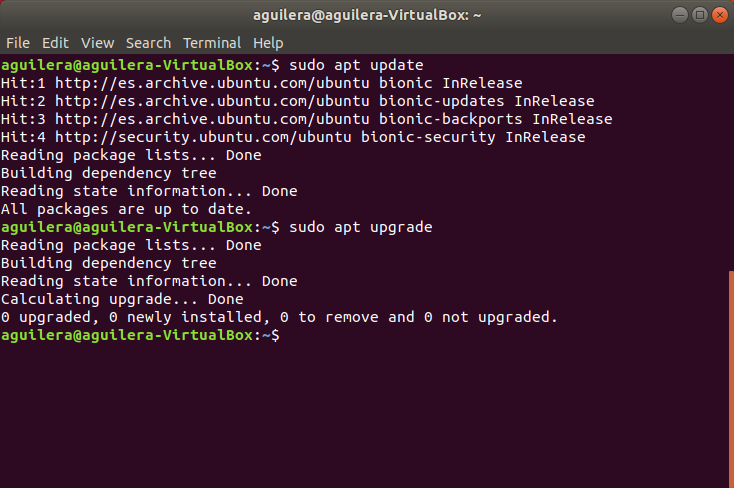 aguilera@aguilera-VirtualBox: ~
File Edit View Search Terminal Help
aguilera@aguilera-VirtualBox:~$ sudo apt update
Hit:1 http://es.archive.ubuntu.com/ubuntu bionic InRelease
Hit:2 http://es.archive.ubuntu.com/ubuntu bionic-updates InRelease
Hit:3 http://es.archive.ubuntu.com/ubuntu bionic-backports InRelease
Hit:4 http://security.ubuntu.com/ubuntu bionic-security InRelease
Reading package lists... Done
Building dependency tree
Reading state information... Done
All packages are up to date.
aguilera@aguilera-VirtualBox:~$ sudo apt upgrade
Reading package lists... Done
Building dependency tree
Reading state information... Done
Calculating upgrade... Done
0 upgraded, 0 newly installed, 0 to remove and 0 not upgraded.
aguilera@aguilera-VirtualBox:~$